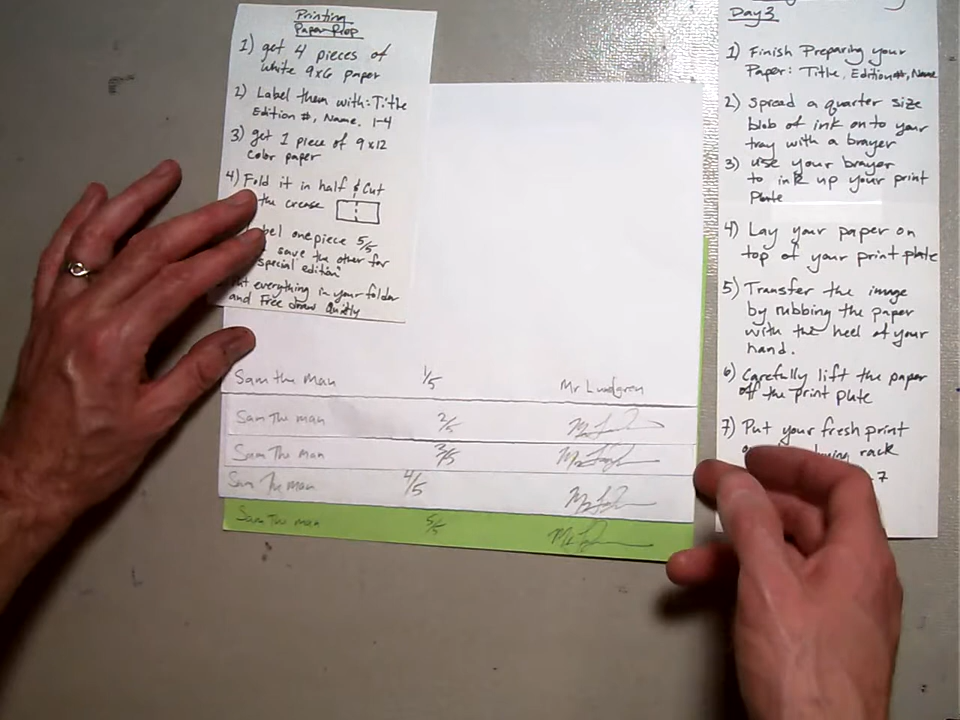 Printing
Paper Prep
1) get 4 pieces of
white 9x6 paper
2) Label them with: Title
Edition #, Name. 1-4
3) get 1 piece of 9x12
Color paper
4) Fold it in half & Cut
the crease
one piece 5/5
save the other for
"special edition"
everything in your folder
and Free draw Quietly
Sam the Man 1/5 Mr Lundgren
Sam The man 2/5
Sam The man 3/5
Sam The man 4/5
Sam The man 5/5
Day 3
1) Finish Preparing your
Paper: Title, Edition #, Name
2) Spread a quarter size
blob of ink onto your
tray with a brayer
3) use your brayer
to ink up your print
plate
4) Lay your paper on
top of your print plate
5) Transfer the image
by rubbing the paper
with the heel of your
hand.
6) Carefully lift the paper
off the print plate
7) Put your fresh print
rack
7